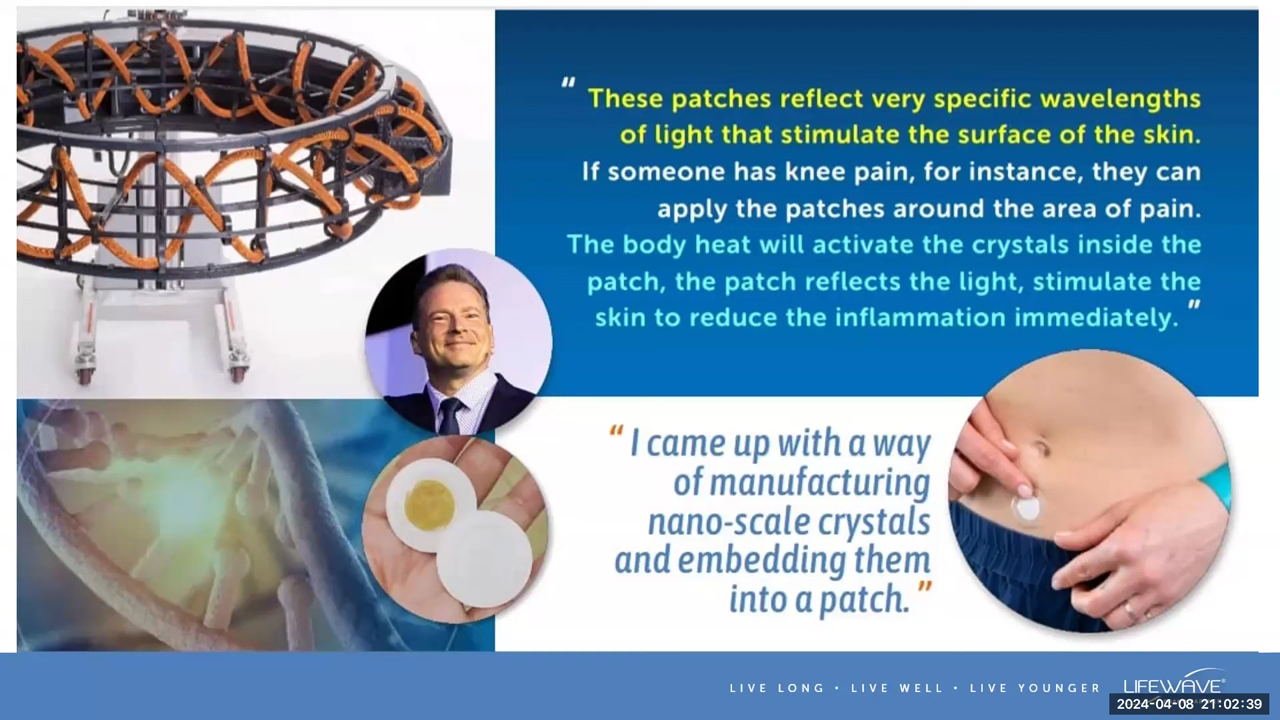 “ These patches reflect very specific wavelengths
of light that stimulate the surface of the skin.
If someone has knee pain, for instance, they can
apply the patches around the area of pain.
The body heat will activate the crystals inside the
patch, the patch reflects the light, stimulate the
skin to reduce the inflammation immediately. ”
“ I came up with a way
of manufacturing
nano-scale crystals
and embedding them
into a patch. ”
LIVE LONG • LIVE WELL • LIVE YOUNGER
LIFEWAVE®
2024-04-08 21:02:39